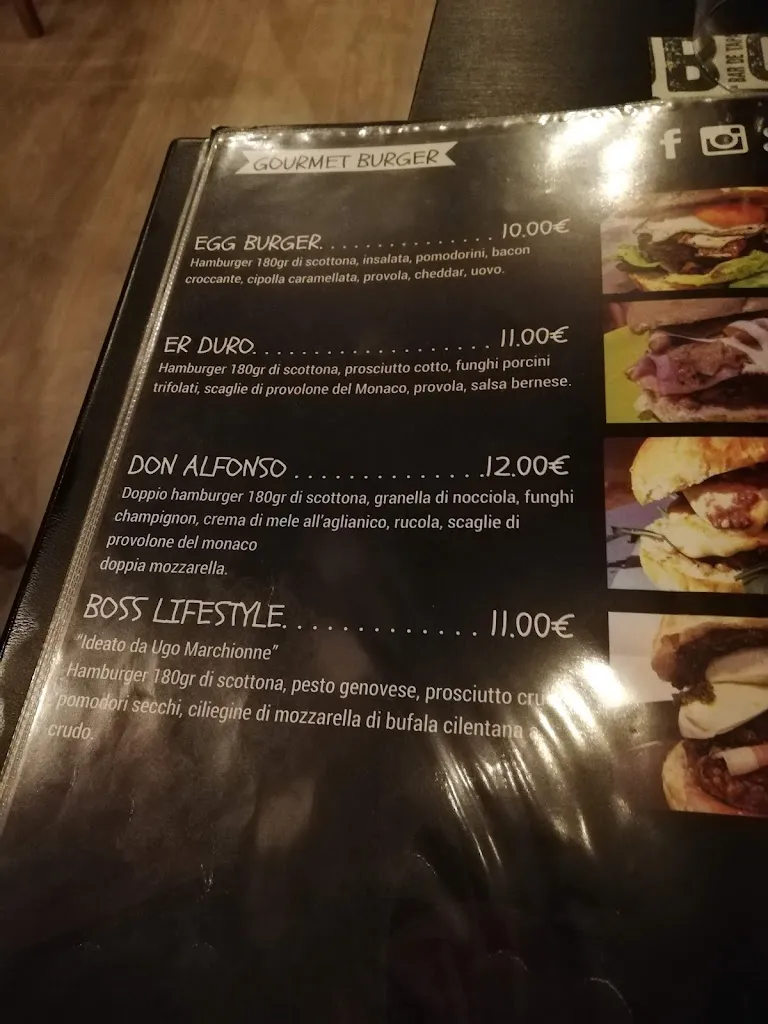 BAR DE TAP
GOURMET BURGER
EGG BURGER. . . . . . . . . . . . . . . . 10.00€
Hamburger 180gr di scottona, insalata, pomodorini, bacon
croccante, cipolla caramellata, provola, cheddar, uovo.
ER DURO. . . . . . . . . . . . . . . . . . . . 11.00€
Hamburger 180gr di scottona, prosciutto cotto, funghi porcini
trifolati, scaglie di provolone del Monaco, provola, salsa bernese.
DON ALFONSO . . . . . . . . . . . . . . .12.00€
Doppio hamburger 180gr di scottona, granella di nocciola, funghi
champignon, crema di mele all'aglianico, rucola, scaglie di
provolone del monaco
doppia mozzarella.
BOSS LIFESTYLE. . . . . . . . . . . . . 11.00€
"Ideato da Ugo Marchionne"
Hamburger 180gr di scottona, pesto genovese, prosciutto
pomodori secchi, ciliegine di mozzarella di bufala cilentana a
crudo.